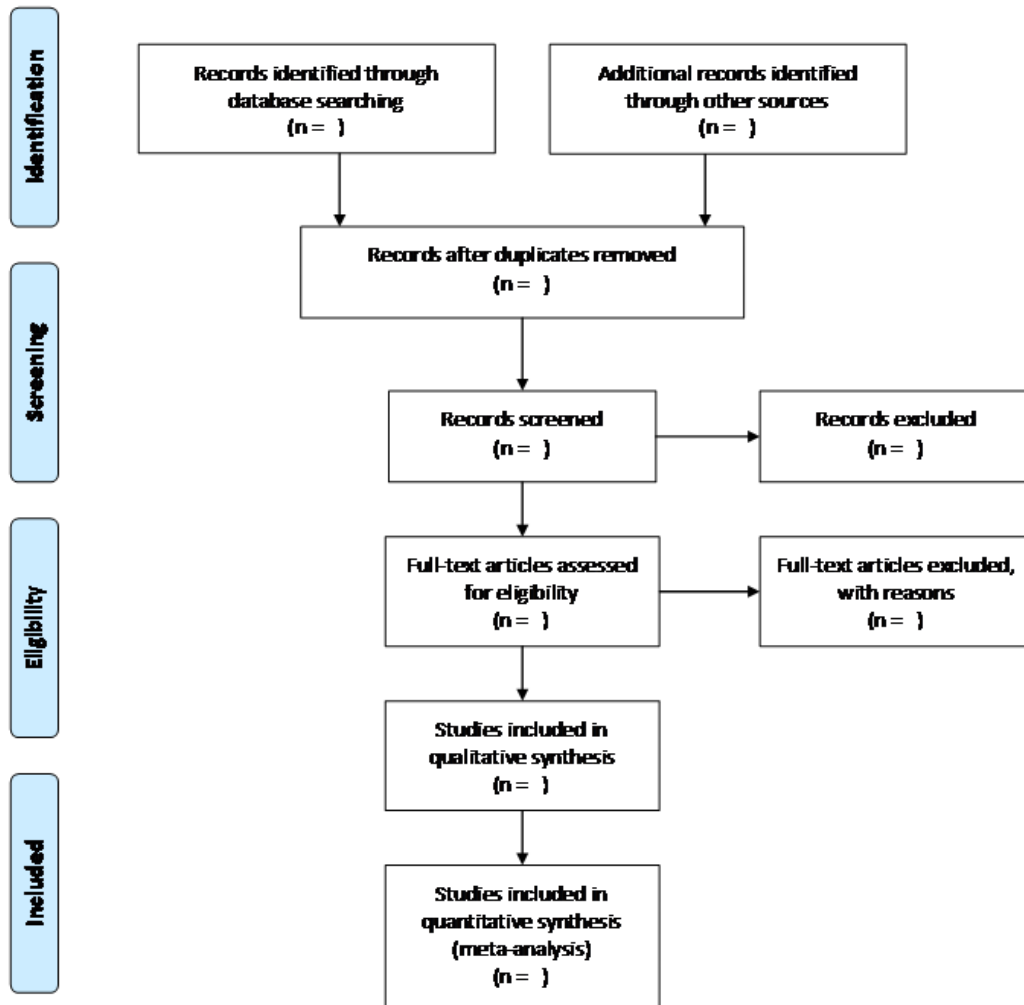 Identification
Records identified through
database searching
(n = )
Additional records identified
through other sources
(n = )
Records after duplicates removed
(n = )
Screening
Records screened
(n = )
Records excluded
(n = )
Eligibility
Full-text articles assessed
for eligibility
(n = )
Full-text articles excluded,
with reasons
(n = )
Studies included in
qualitative synthesis
(n = )
Included
Studies included in
quantitative synthesis
(meta-analysis)
(n = )